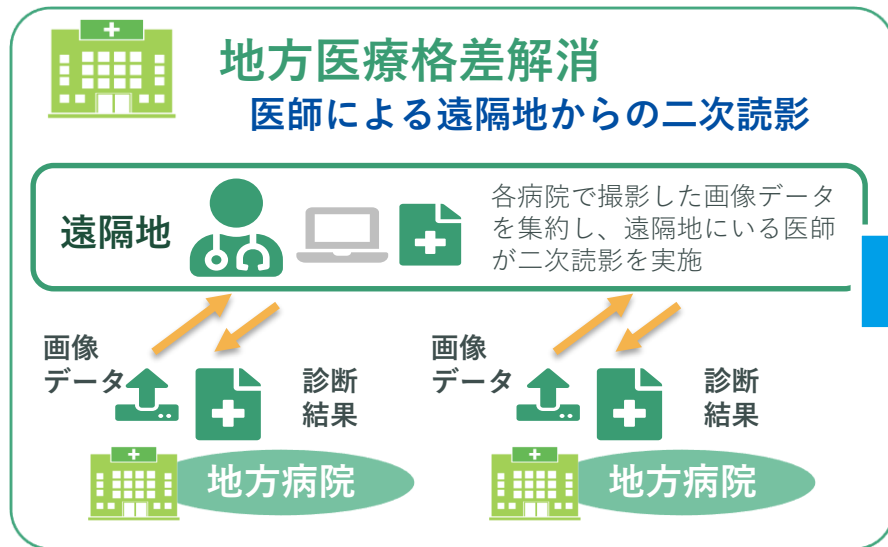 地方医療格差解消
医師による遠隔地からの二次読影
遠隔地
各病院で撮影した画像データ
を集約し、遠隔地にいる医師
が二次読影を実施
画像
データ
診断
結果
地方病院
画像
データ
診断
結果
地方病院